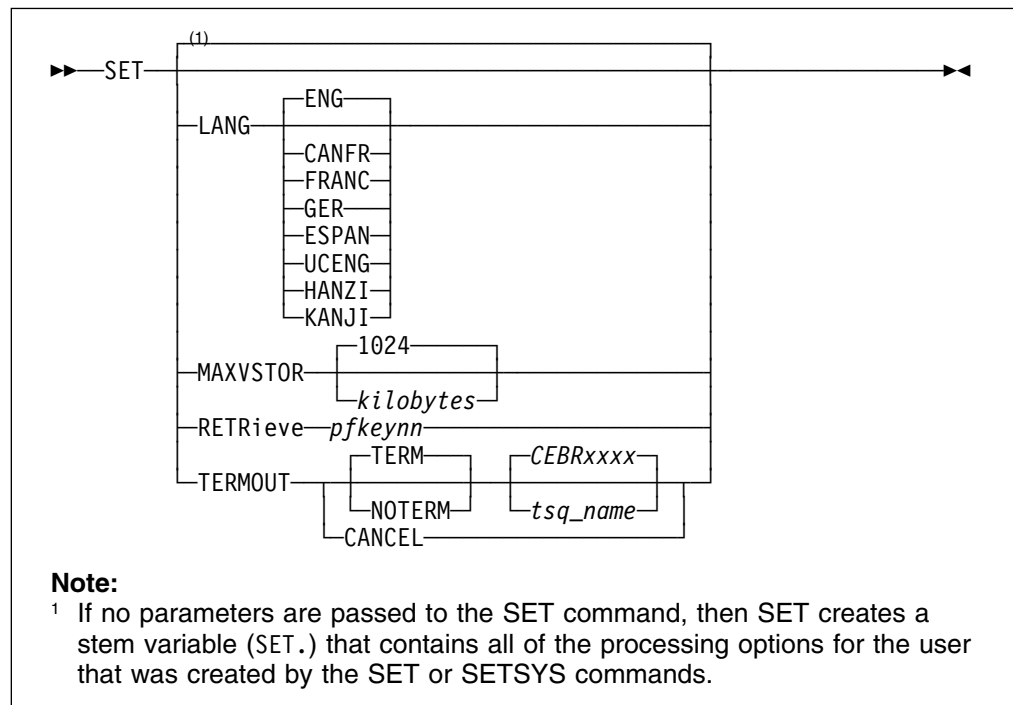 (1)
SET
ENG
LANG
CANFR
FRANC
GER
ESPAN
UCENG
HANZI
KANJI
1024
MAXVSTOR
kilobytes
RETRieve pfkeynn
TERM CEBRxxxx
TERMOUT
NOTERM tsq_name
CANCEL
Note:
1 If no parameters are passed to the SET command, then SET creates a
stem variable (SET.) that contains all of the processing options for the user
that was created by the SET or SETSYS commands.